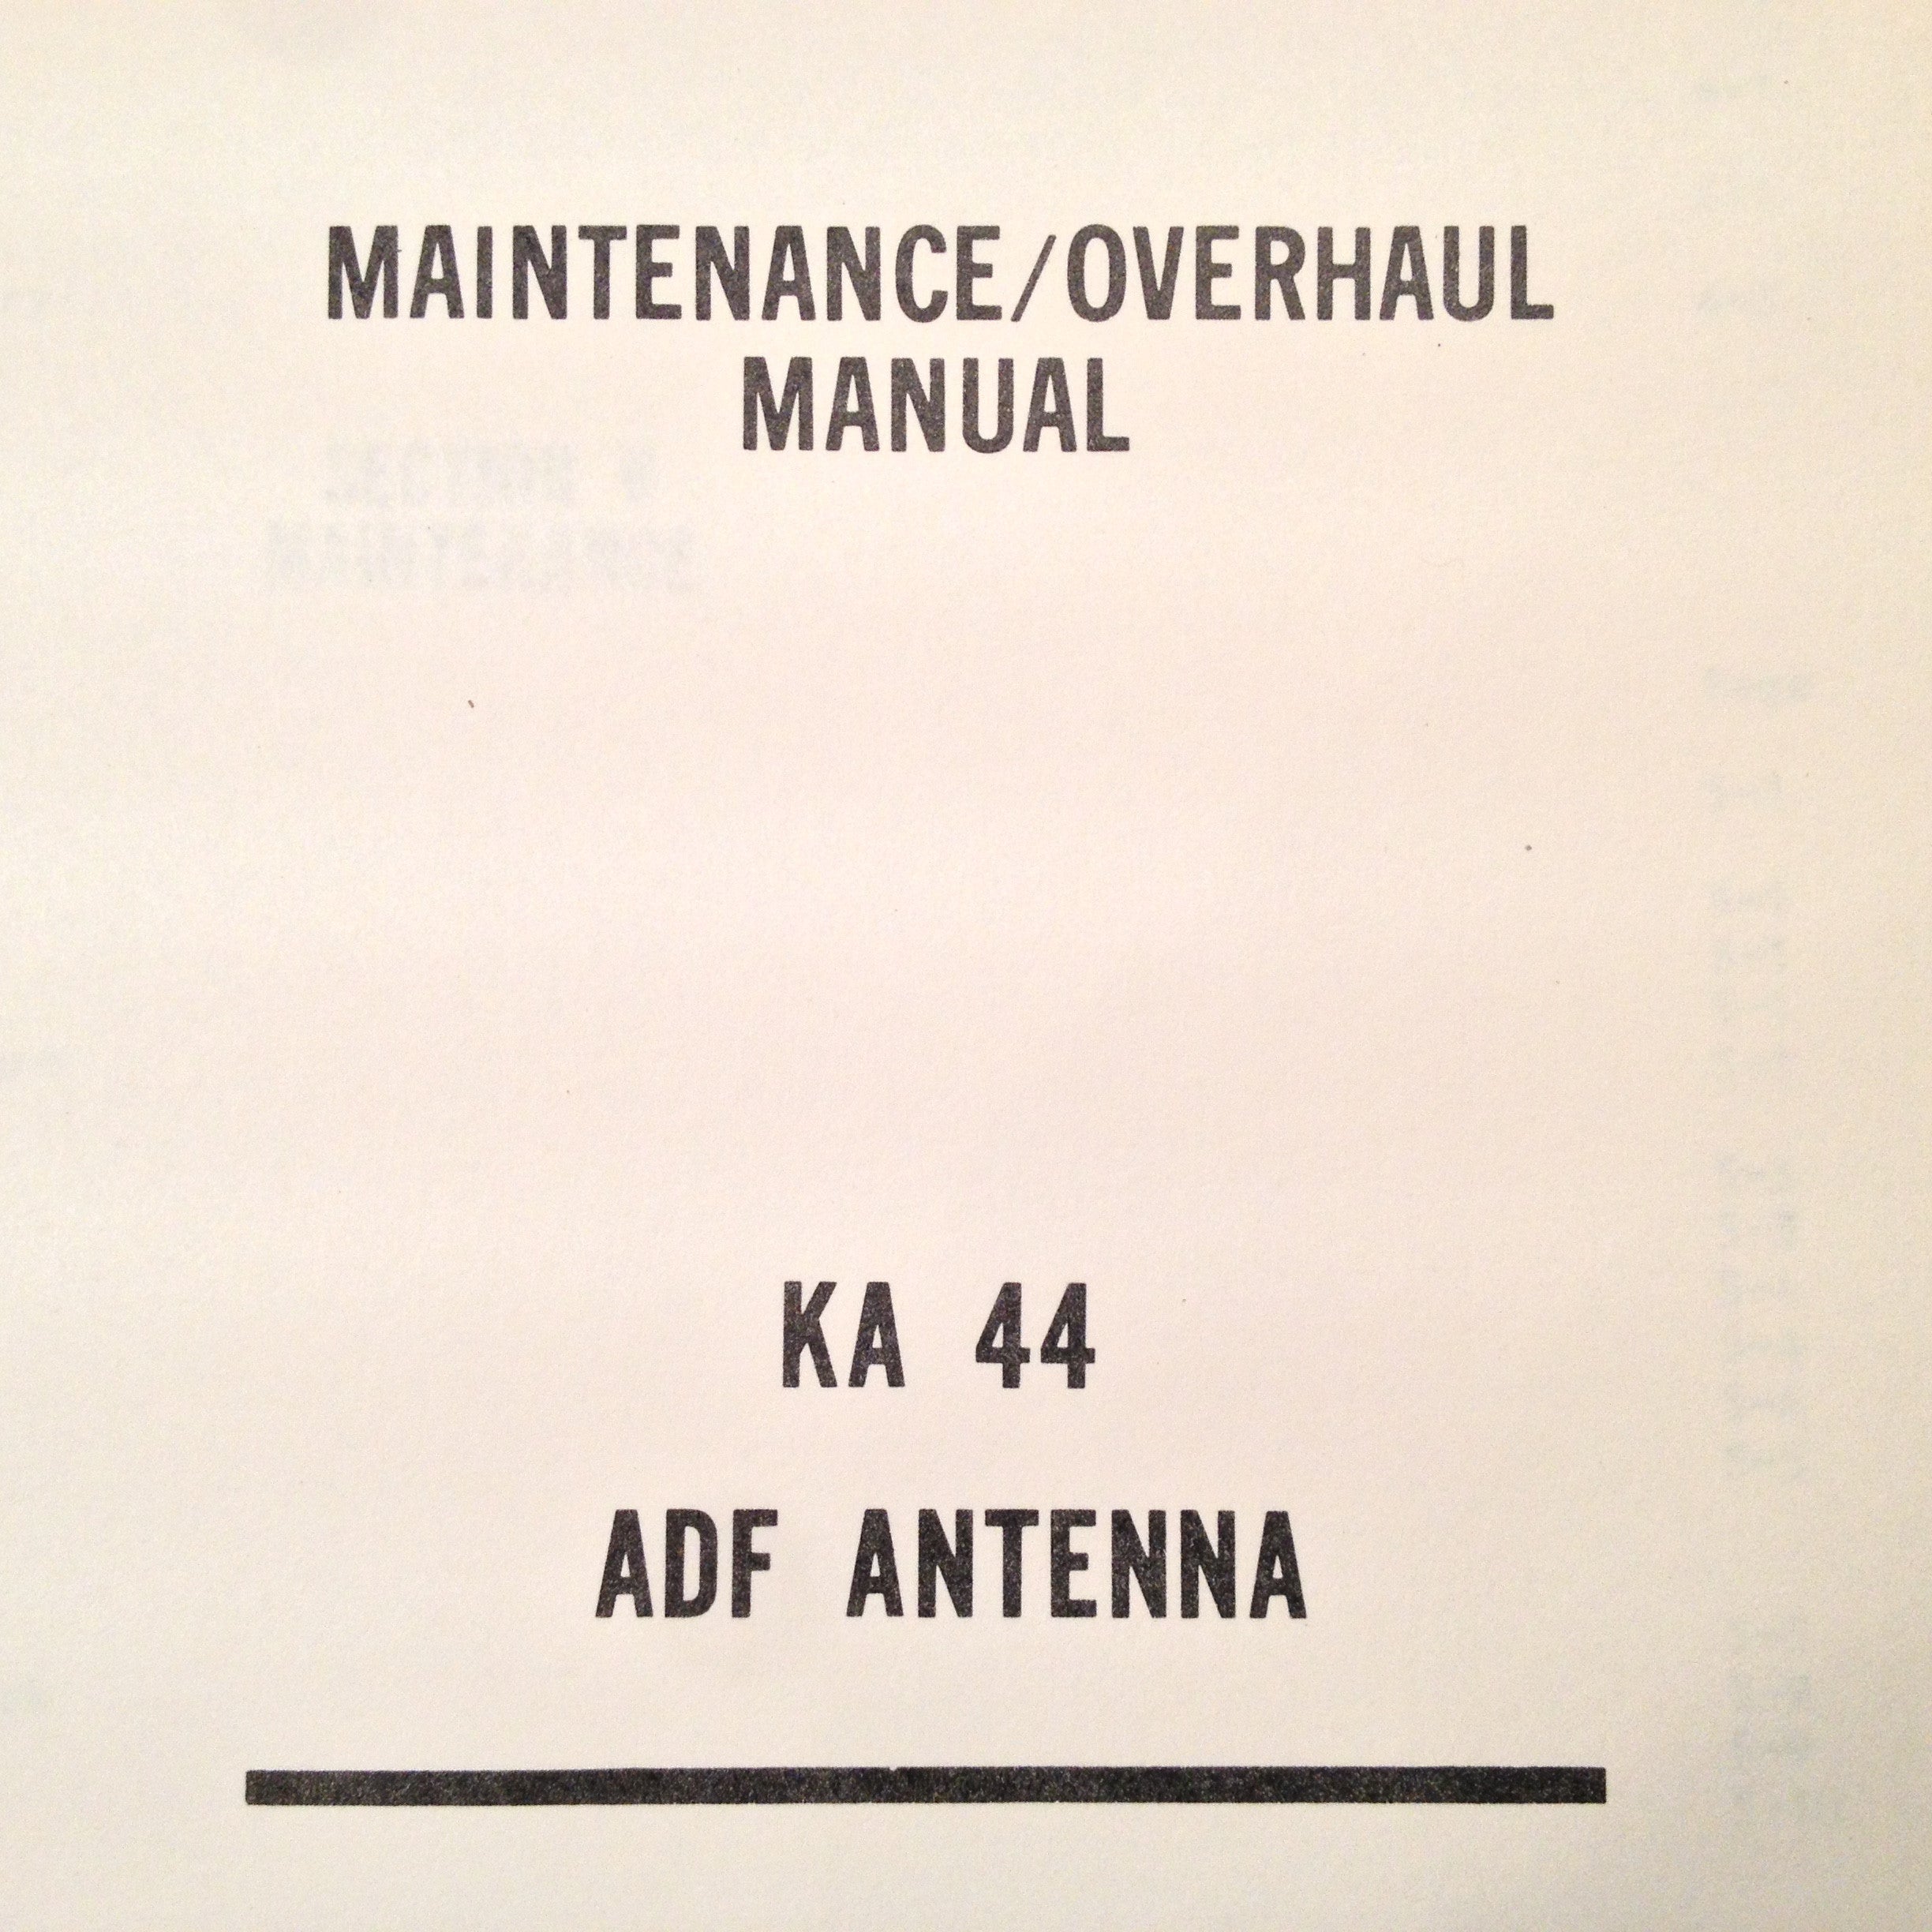 MAINTENANCE/OVERHAUL
MANUAL
KA 44
ADF ANTENNA